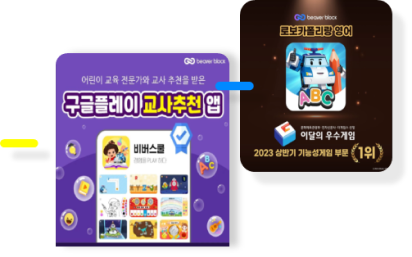 beaver block
어린이 교육 전문가와 교사 추천을 받은
구글플레이 교사추천 앱
비버스쿨
ABC
beaver block
로보카폴리랑 영어
ABC
이달의 우수게임
2023 상반기 기능성게임 부문 1위